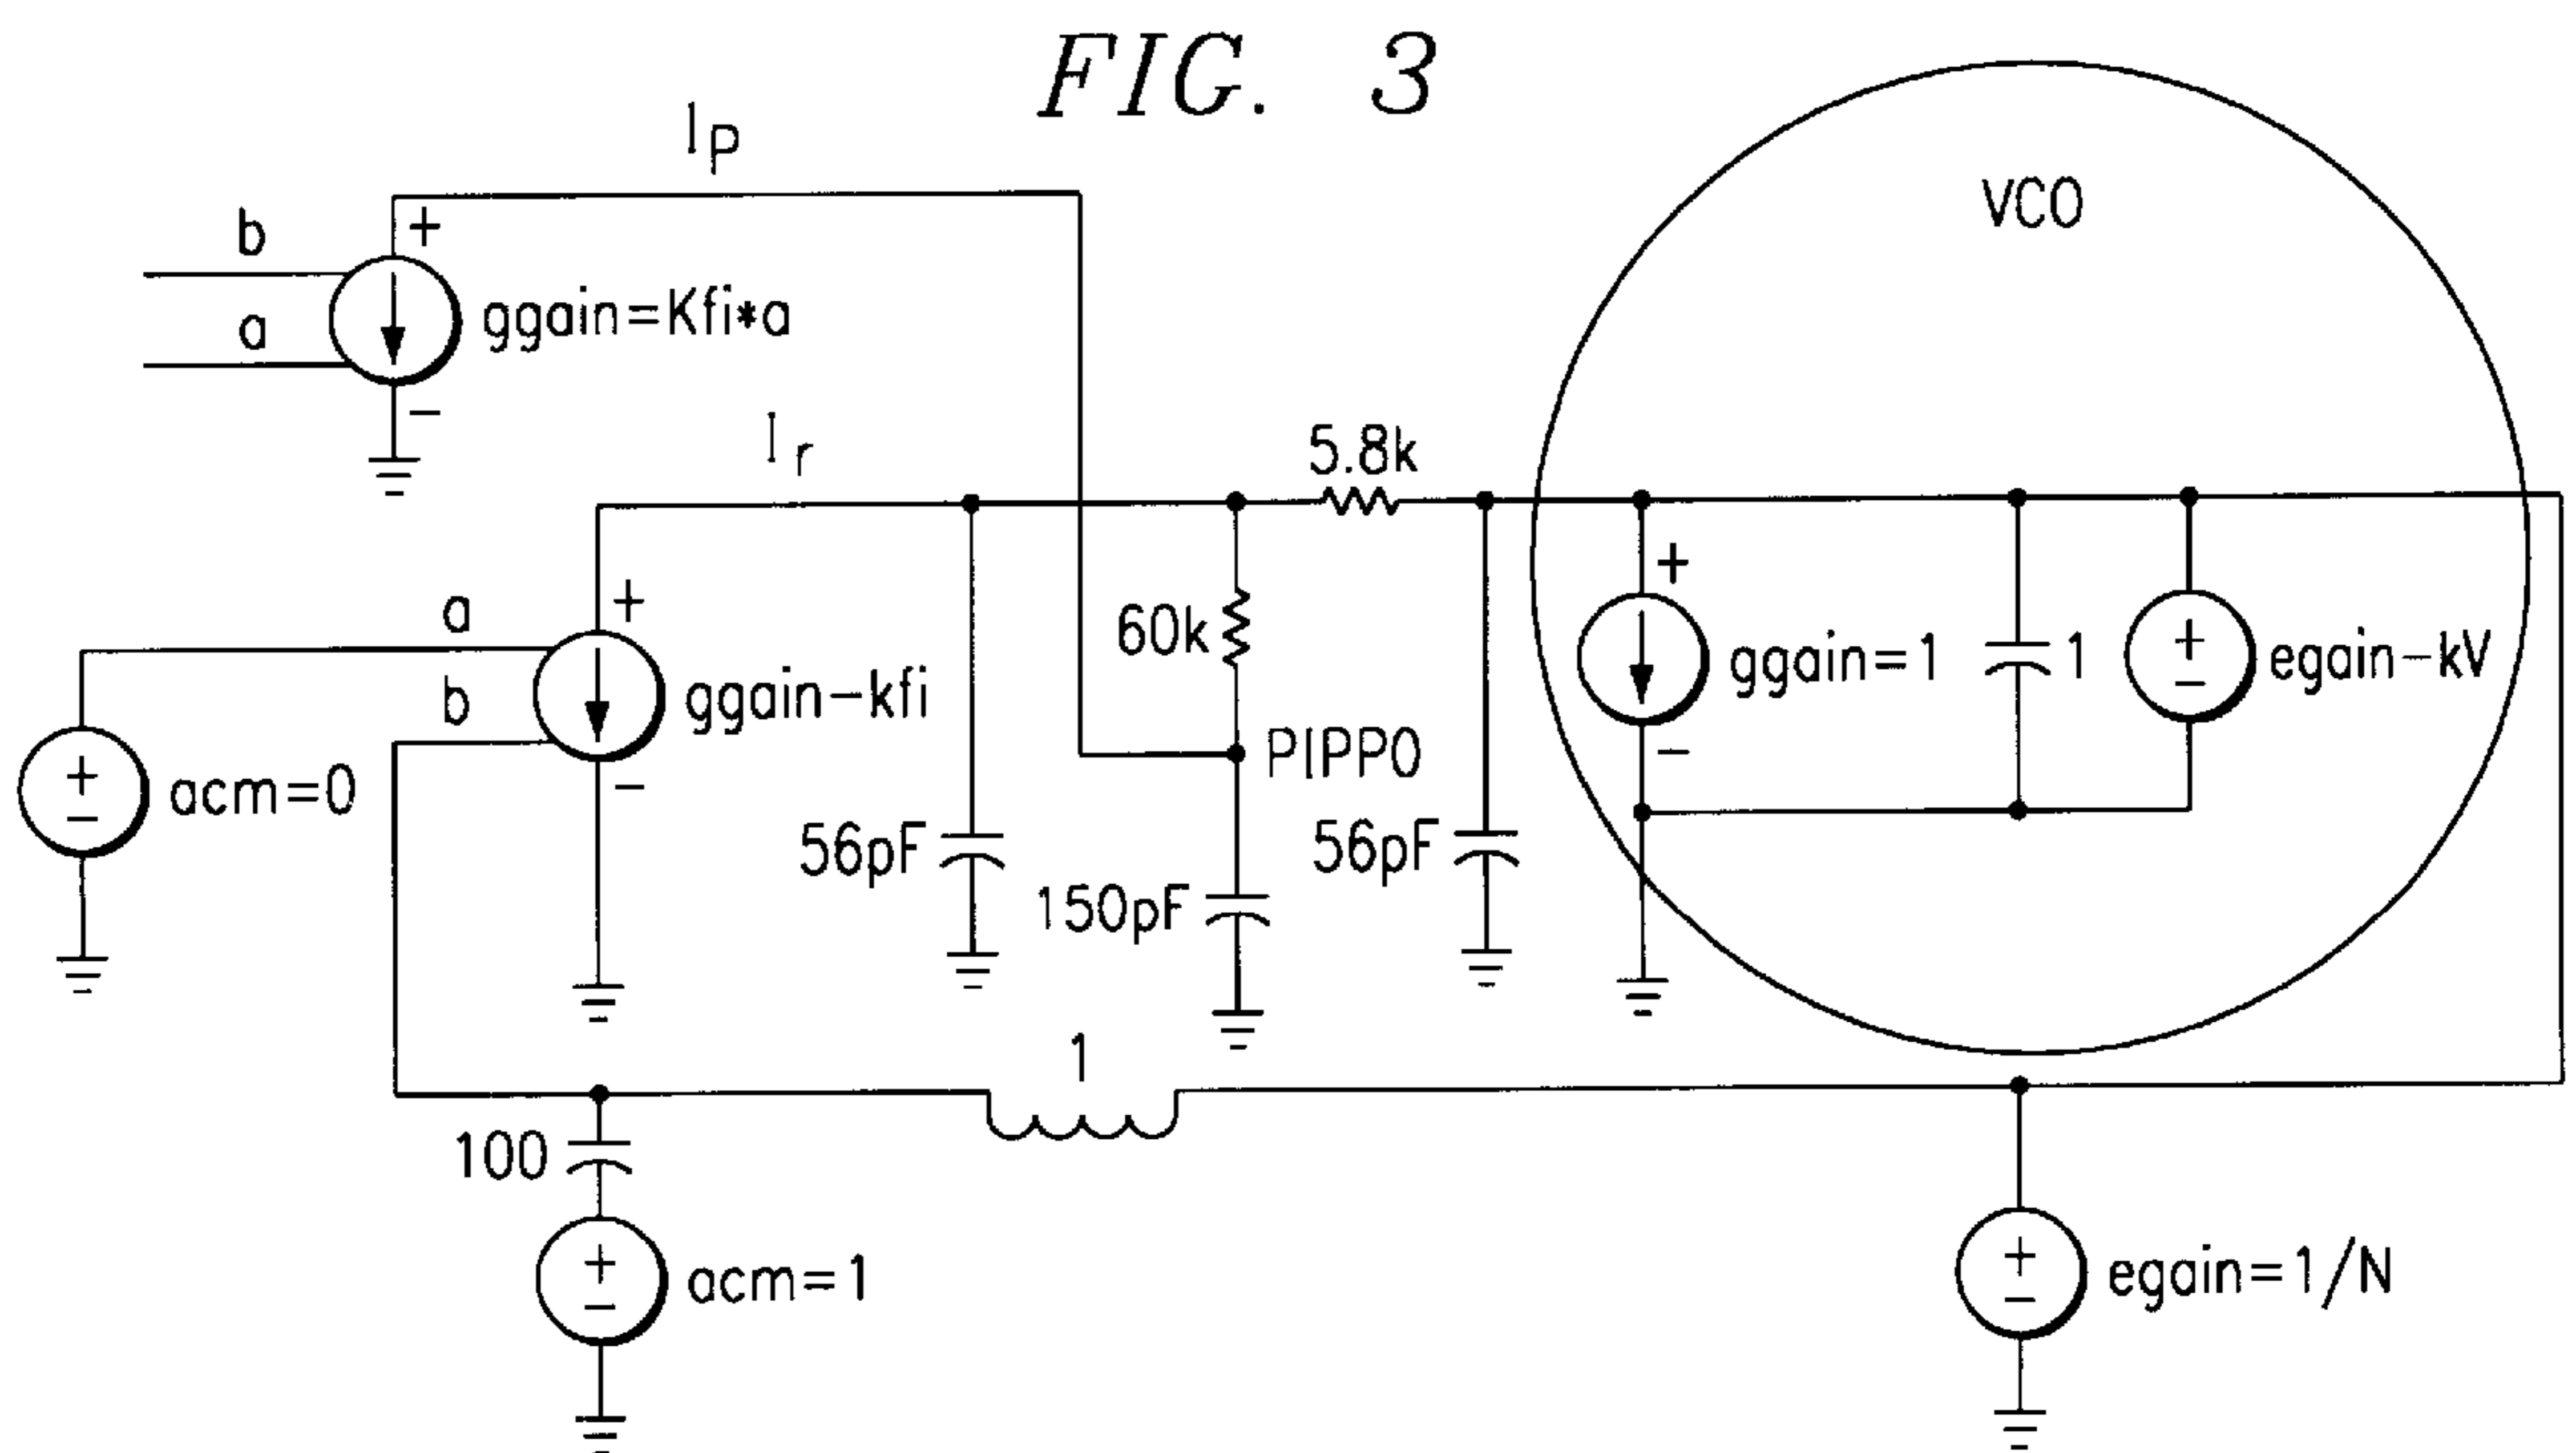 FIG. 3
IP
VCO
b
+
a
ggain=Kfi*a
−
Ir
5.8k
+
a
+
60k
ggain=1
1
+
−
egain−kV
b
ggain−kfi
−
PIPPO
−
+
−
acm=0
56pF
56pF
150pF
1
100
+
−
acm=1
+
−
egain=1/N